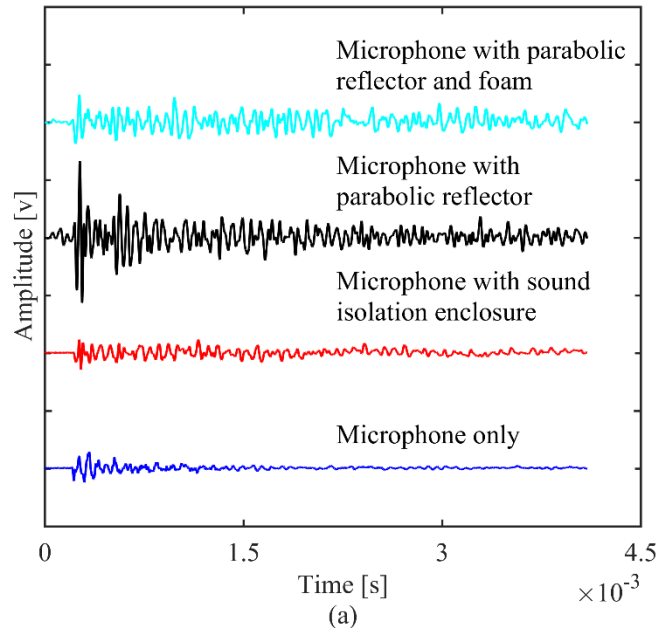 Microphone with parabolic
reflector and foam
Microphone with
parabolic reflector
Microphone with sound
isolation enclosure
Microphone only
Amplitude [v]
0
1.5
3
4.5
Time [s]
×10⁻³
(a)